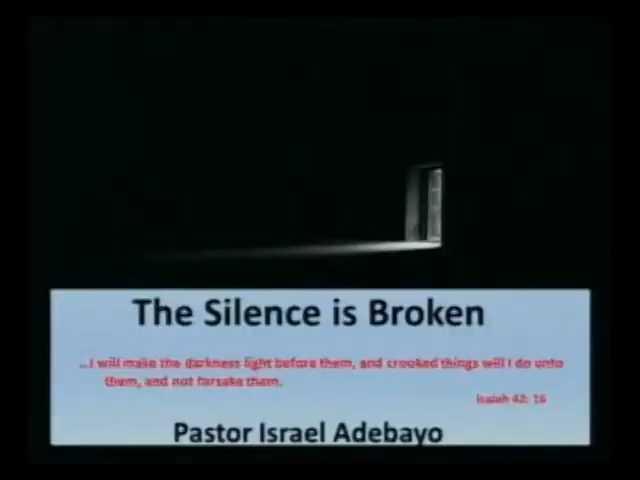 The Silence is Broken
...I will make the darkness light before them, and crooked things will I do unto
them, and not forsake them.
Isaiah 42: 16
Pastor Israel Adebayo